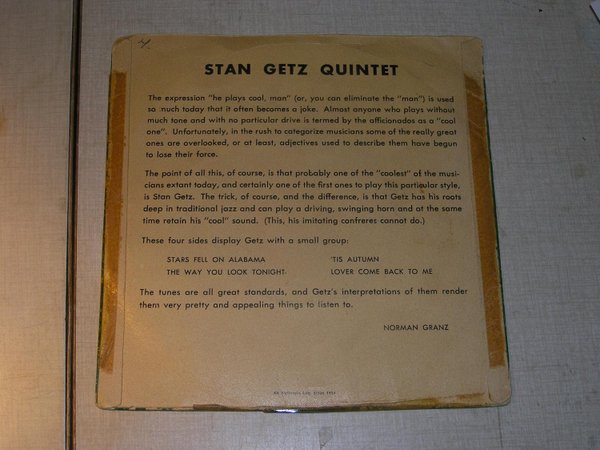 STAN GETZ QUINTET
The expression "he plays cool, man" (or, you can eliminate the "man") is used
so much today that it often becomes a joke. Almost anyone who plays without
much tone and with no particular drive is termed by the afficionados as a "cool
one". Unfortunately, in the rush to categorize musicians some of the really great
ones are overlooked, or at least, adjectives used to describe them have begun
to lose their force.
The point of all this, of course, is that probably one of the "coolest" of the musi-
cians extant today, and certainly one of the first ones to play this particular style,
is Stan Getz. The trick, of course, and the difference, is that Getz has his roots
deep in traditional jazz and can play a driving, swinging horn and at the same
time retain his "cool" sound. (This, his imitating confreres cannot do.)
These four sides display Getz with a small group:
STARS FELL ON ALABAMA 'TIS AUTUMN
THE WAY YOU LOOK TONIGHT LOVER COME BACK TO ME
The tunes are all great standards, and Getz's interpretations of them render
them very pretty and appealing things to listen to.
NORMAN GRANZ